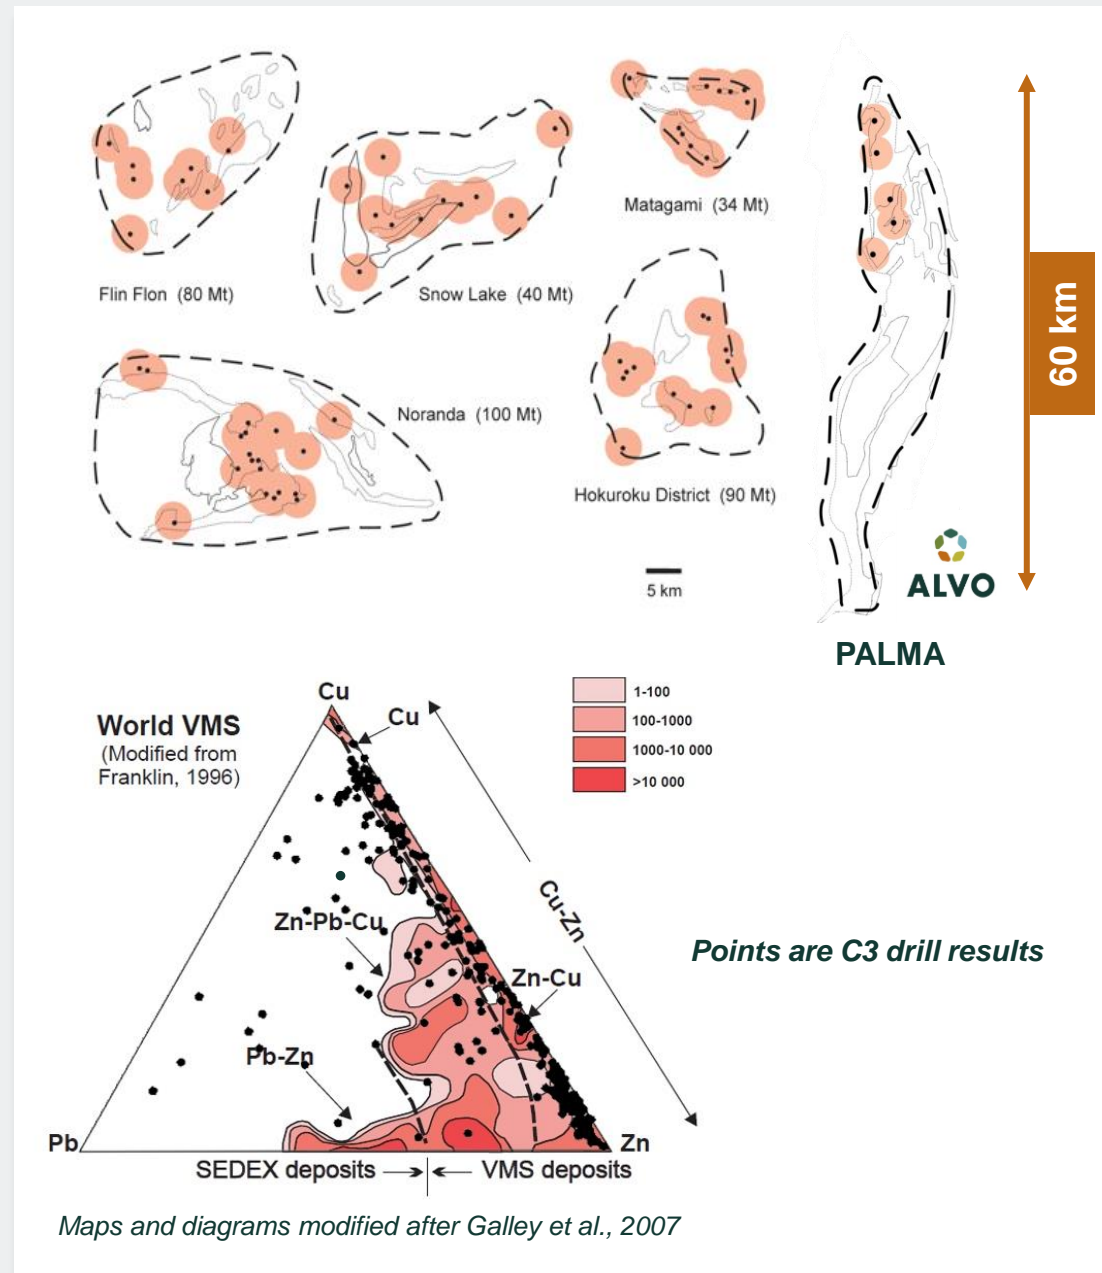 Flin Flon (80 Mt)
Snow Lake (40 Mt)
Matagami (34 Mt)
Noranda (100 Mt)
Hokuroku District (90 Mt)
5 km
60 km
ALVO
PALMA
World VMS
(Modified from
Franklin, 1996)
Cu
Cu
1-100
100-1000
1000-10 000
>10 000
Cu-Zn
Zn-Pb-Cu
Zn-Cu
Pb-Zn
Pb
Zn
SEDEX deposits
VMS deposits
Points are C3 drill results
Maps and diagrams modified after Galley et al., 2007